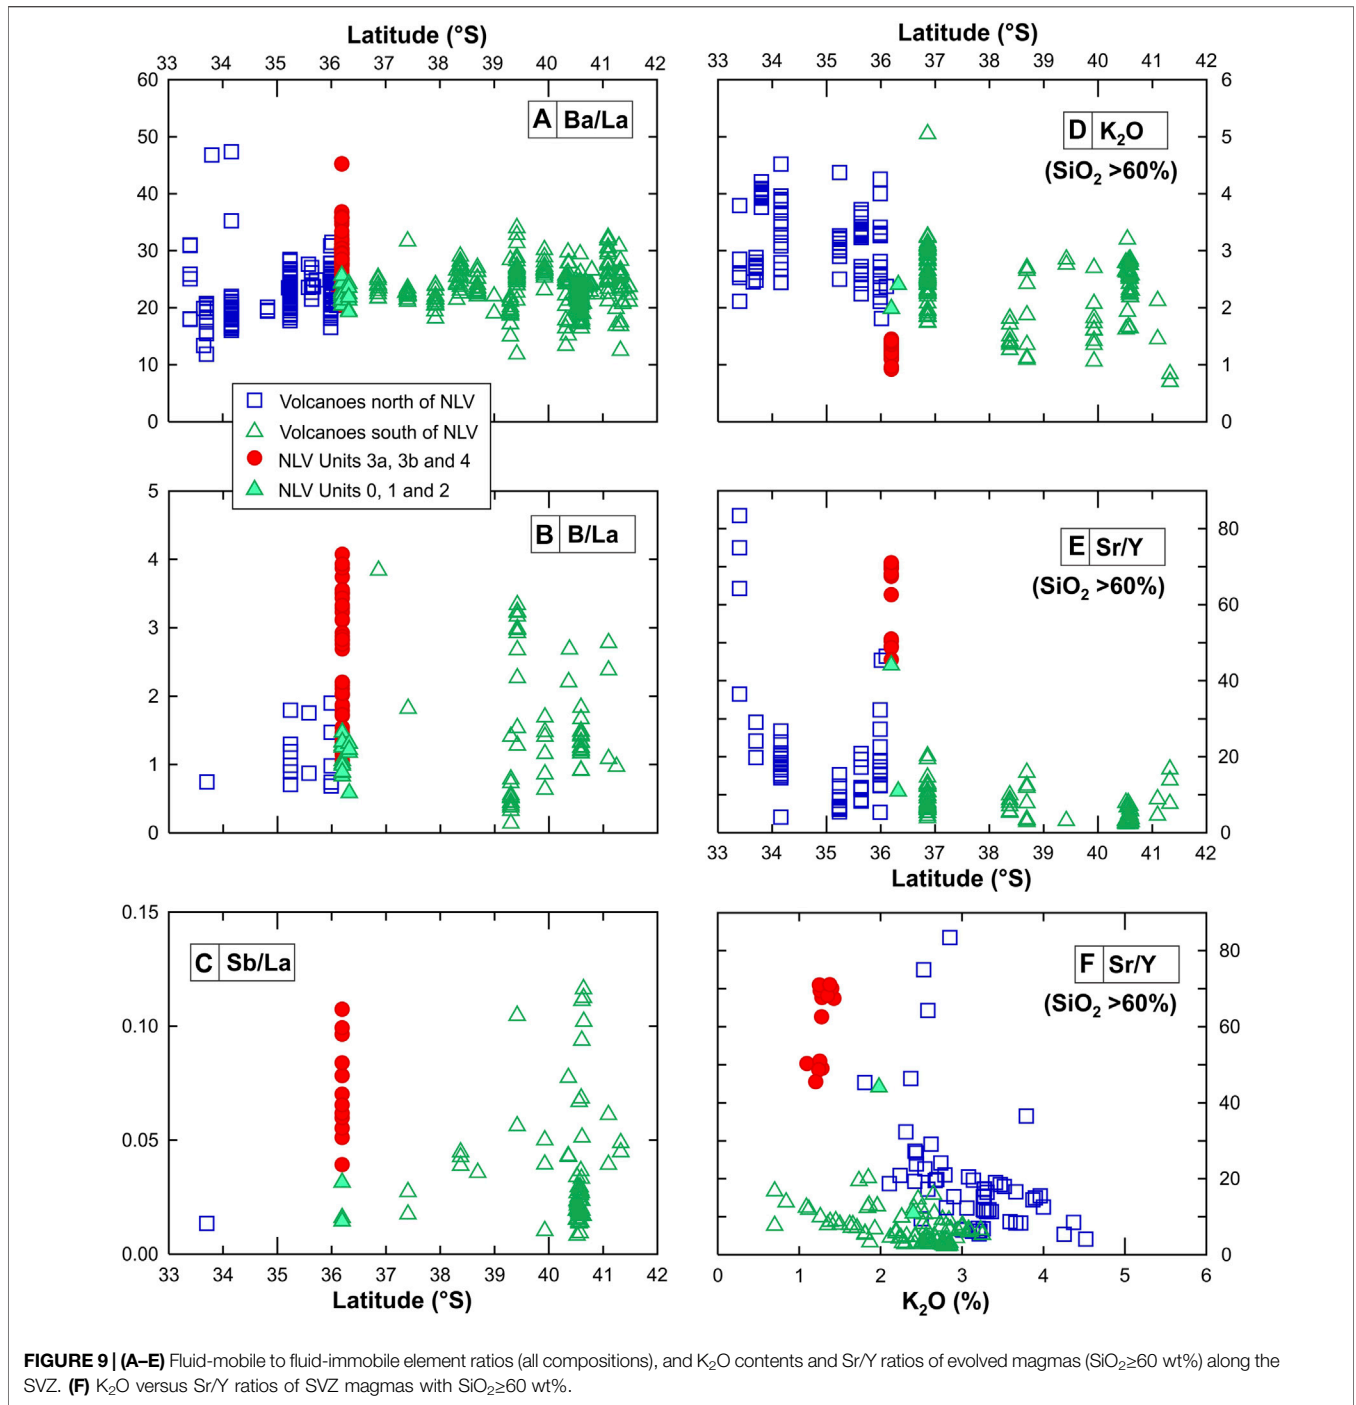 Latitude (°S)
33 34 35 36 37 38 39 40 41 42
60
50
40
30
20
10
0
A Ba/La
Volcanoes north of NLV
Volcanoes south of NLV
NLV Units 3a, 3b and 4
NLV Units 0, 1 and 2
Latitude (°S)
33 34 35 36 37 38 39 40 41 42
6
5
4
3
2
1
0
D K₂O
(SiO₂ >60%)
5
4
3
2
1
0
B B/La
80
60
40
20
0
E Sr/Y
(SiO₂ >60%)
33 34 35 36 37 38 39 40 41 42
Latitude (°S)
0.15
0.10
0.05
0.00
C Sb/La
33 34 35 36 37 38 39 40 41 42
Latitude (°S)
80
60
40
20
0
F Sr/Y
(SiO₂ >60%)
0 1 2 3 4 5 6
K₂O (%)
FIGURE 9 | (A–E) Fluid-mobile to fluid-immobile element ratios (all compositions), and K₂O contents and Sr/Y ratios of evolved magmas (SiO₂≥60 wt%) along the
SVZ. (F) K₂O versus Sr/Y ratios of SVZ magmas with SiO₂≥60 wt%.